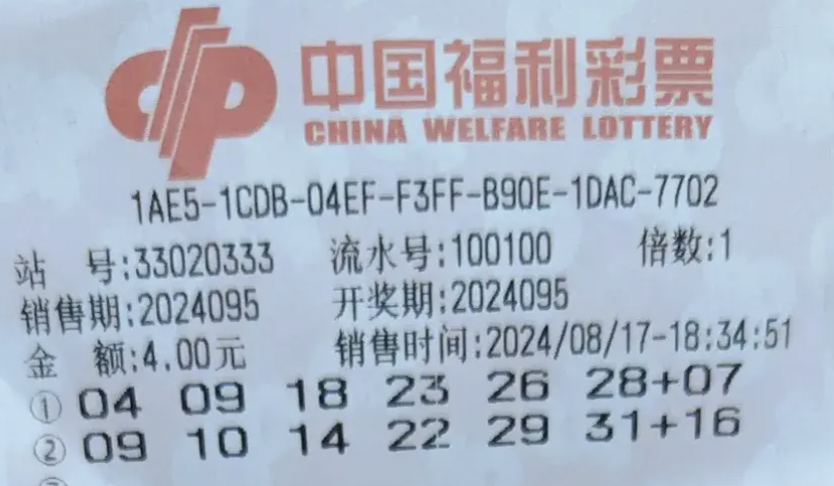 中国福利彩票
CHINA WELFARE LOTTERY
1AE5-1CDB-04EF-F3FF-B90E-1DAC-7702
站 号:33020333 流水号:100100 倍数:1
销售期:2024095 开奖期:2024095
金 额:4.00元 销售时间:2024/08/17-18:34:51
① 04 09 18 23 26 28+07
② 09 10 14 22 29 31+16